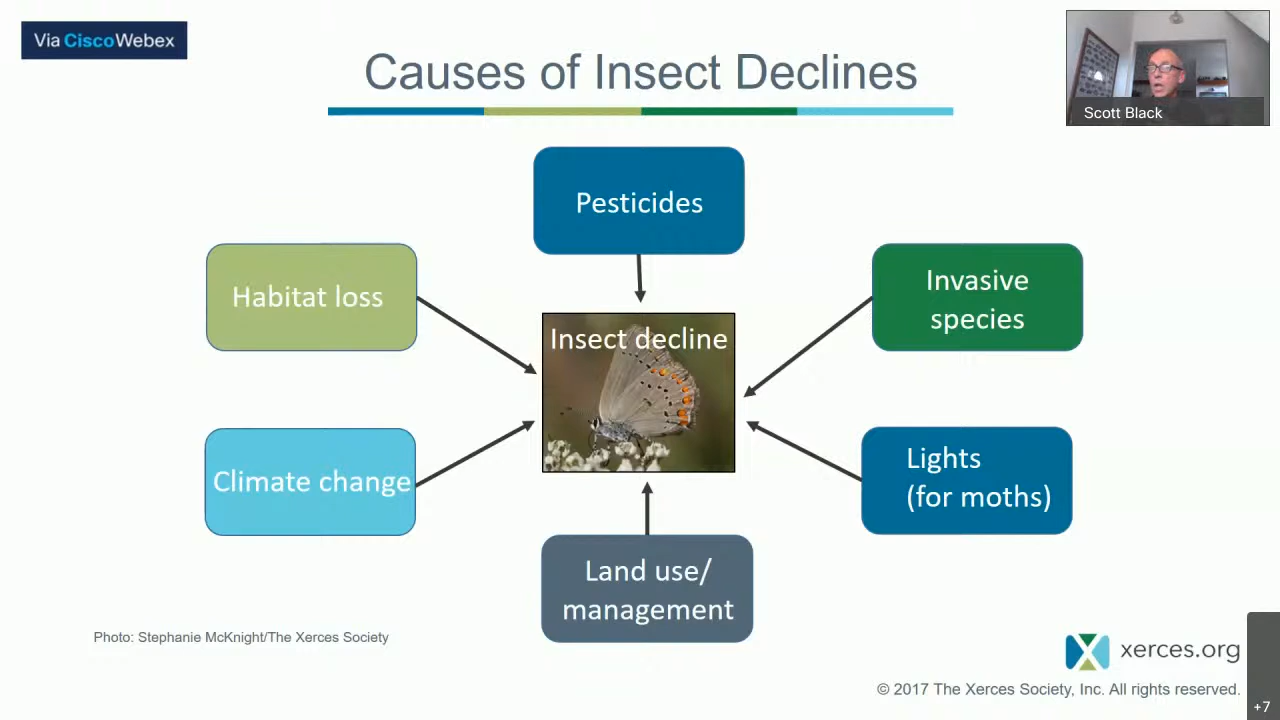 Via CiscoWebex
Causes of Insect Declines
Scott Black
Pesticides
Habitat loss
Invasive
species
Insect decline
Climate change
Lights
(for moths)
Land use/
management
Photo: Stephanie McKnight/The Xerces Society
xerces.org
© 2017 The Xerces Society, Inc. All rights reserved.
+7